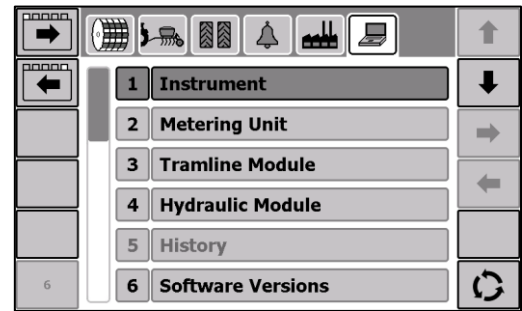 1 Instrument
2 Metering Unit
3 Tramline Module
4 Hydraulic Module
5 History
6 6 Software Versions